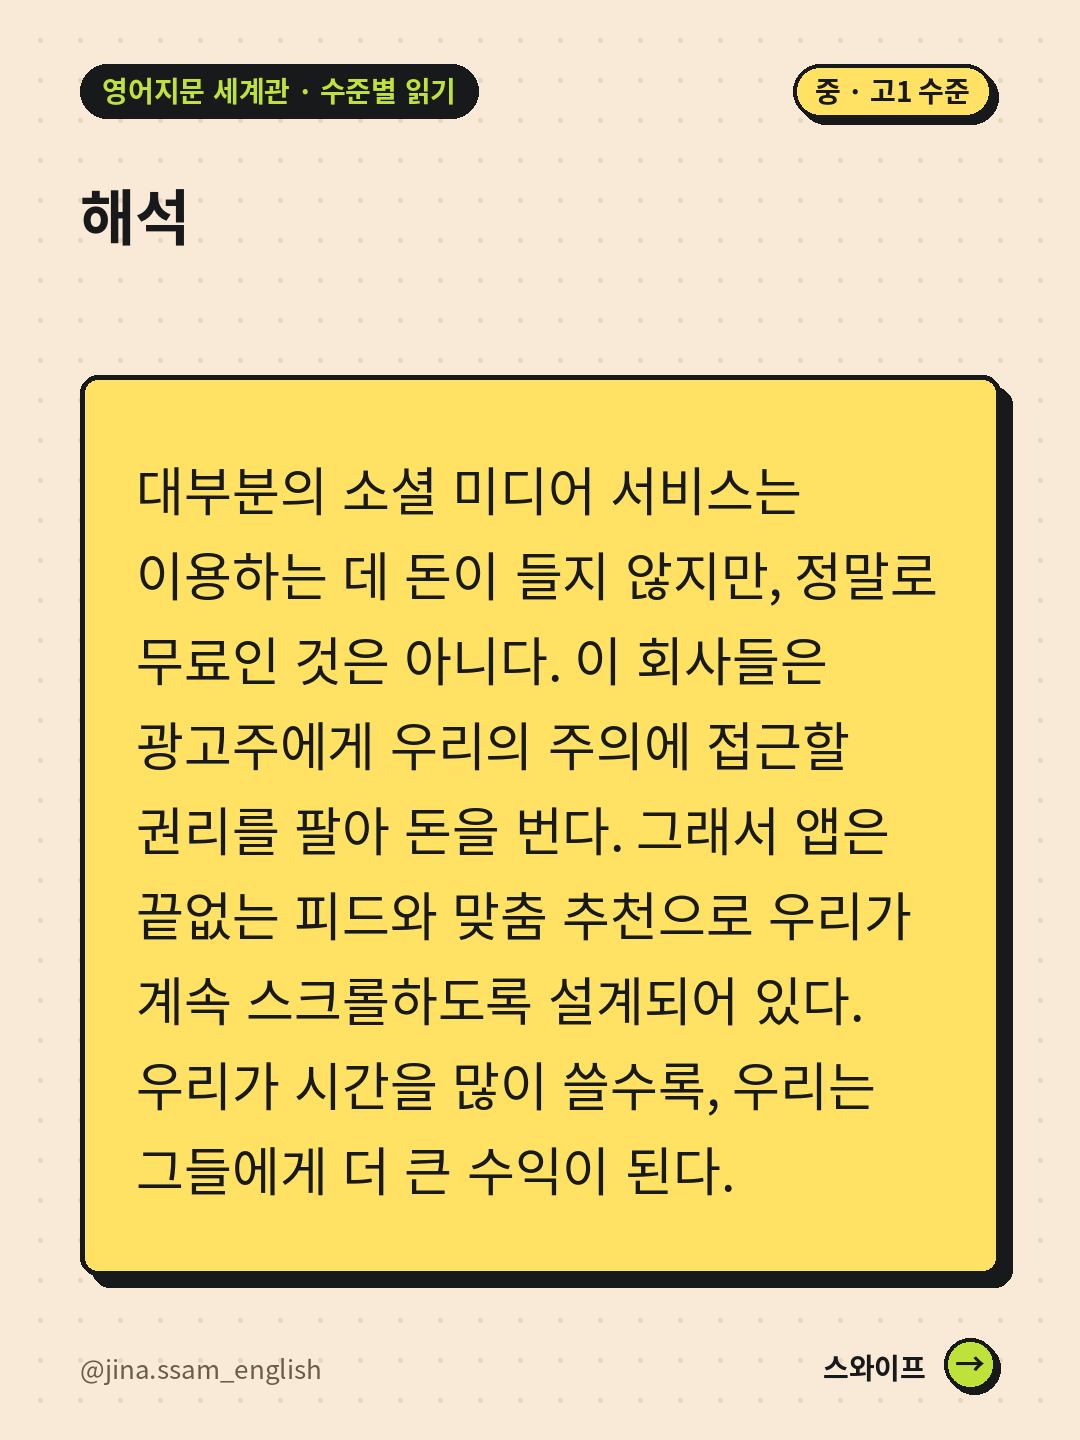 영어지문 세계관 · 수준별 읽기
중 · 고1 수준
해석
대부분의 소셜 미디어 서비스는
이용하는 데 돈이 들지 않지만, 정말로
무료인 것은 아니다. 이 회사들은
광고주에게 우리의 주의에 접근할
권리를 팔아 돈을 번다. 그래서 앱은
끝없는 피드와 맞춤 추천으로 우리가
계속 스크롤하도록 설계되어 있다.
우리가 시간을 많이 쓸수록, 우리는
그들에게 더 큰 수익이 된다.
@jina.ssam_english
스와이프 →